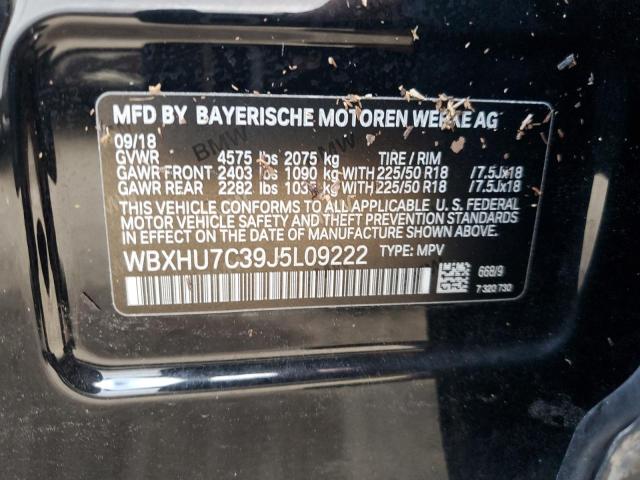 MFD BY BAYERISCHE MOTOREN WERKE AG
09/18
GVWR 4575 lbs 2075 kg TIRE / RIM
GAWR FRONT 2403 lbs 1090 kg-WITH 225/50 R18 /7.5Jx18
GAWR REAR 2282 lbs kg-WITH 225/50 R18 /7.5Jx18
THIS VEHICLE CONFORMS TO ALL APPLICABLE U. S. FEDERAL
MOTOR VEHICLE SAFETY AND THEFT PREVENTION STANDARDS
IN EFFECT ON THE DATE OF MANUFACTURE SHOWN ABOVE.
WBXHU7C39J5L09222 TYPE: MPV
668/9
7 320 730